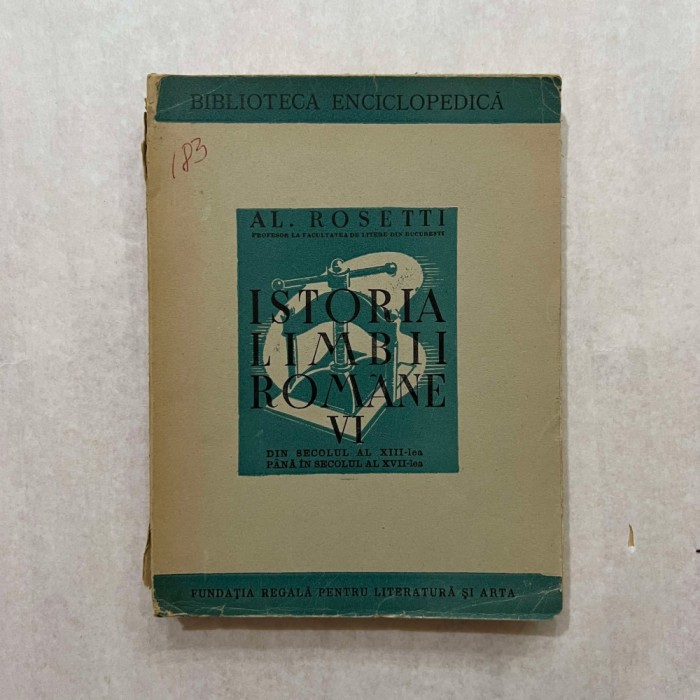 BIBLIOTECA ENCICLOPEDICĂ
183
AL. ROSETTI
PROFESOR LA FACULTATEA DE LITERE DIN BUCUREȘTI
ISTORIA
LIMBII
ROMÂNE
VI
DIN SECOLUL AL XIII-lea
PÂNĂ ÎN SECOLUL AL XVII-lea
FUNDAȚIA REGALĂ PENTRU LITERATURĂ ȘI ARTA